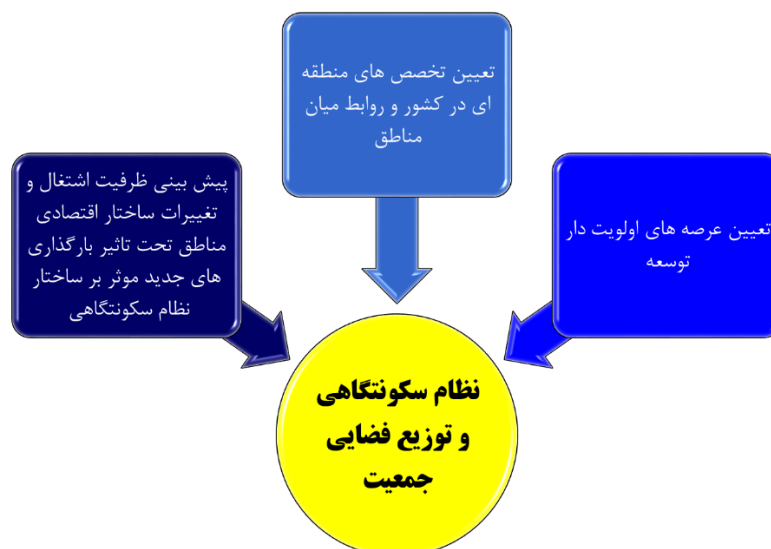 تعیین تخصص های منطقه
ای در کشور و روابط میان
مناطق
تعیین عرصه های اولویت دار
توسعه
پیش بینی ظرفیت اشتغال و
تغییرات ساختار اقتصادی
مناطق تحت تاثیر بارگذاری
های جدید موثر بر ساختار
نظام سکونتگاهی
نظام سکونتگاهی
و توزیع فضایی
جمعیت